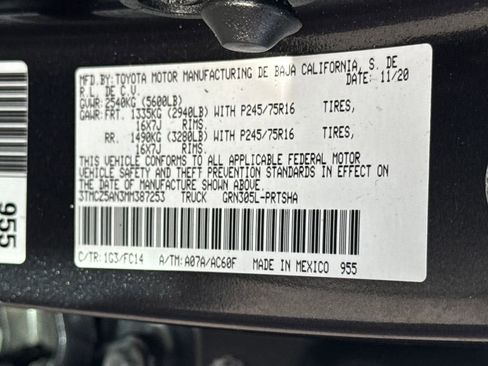 MFD.BY:TOYOTA MOTOR MANUFACTURING DE BAJA CALIFORNIA, S. DE
R.L. DE C.V. DATE: 11/20
GVWR:2540KG (5600LB)
GAWR:FRT. 1335KG (2940LB) WITH P245/75R16 TIRES,
16X7J RIMS.
RR. 1490KG (3280LB) WITH P245/75R16 TIRES,
16X7J RIMS.
THIS VEHICLE CONFORMS TO ALL APPLICABLE FEDERAL MOTOR
VEHICLE SAFETY AND THEFT PREVENTION STANDARDS IN EFFECT ON
THE DATE OF MANUFACTURE SHOWN ABOVE.
3TMCZ5AN3MM387253 TRUCK GRN305L-PRTSHA
C/TR:1G3/FC14 A/TM:A07A/AC60F MADE IN MEXICO 955
955